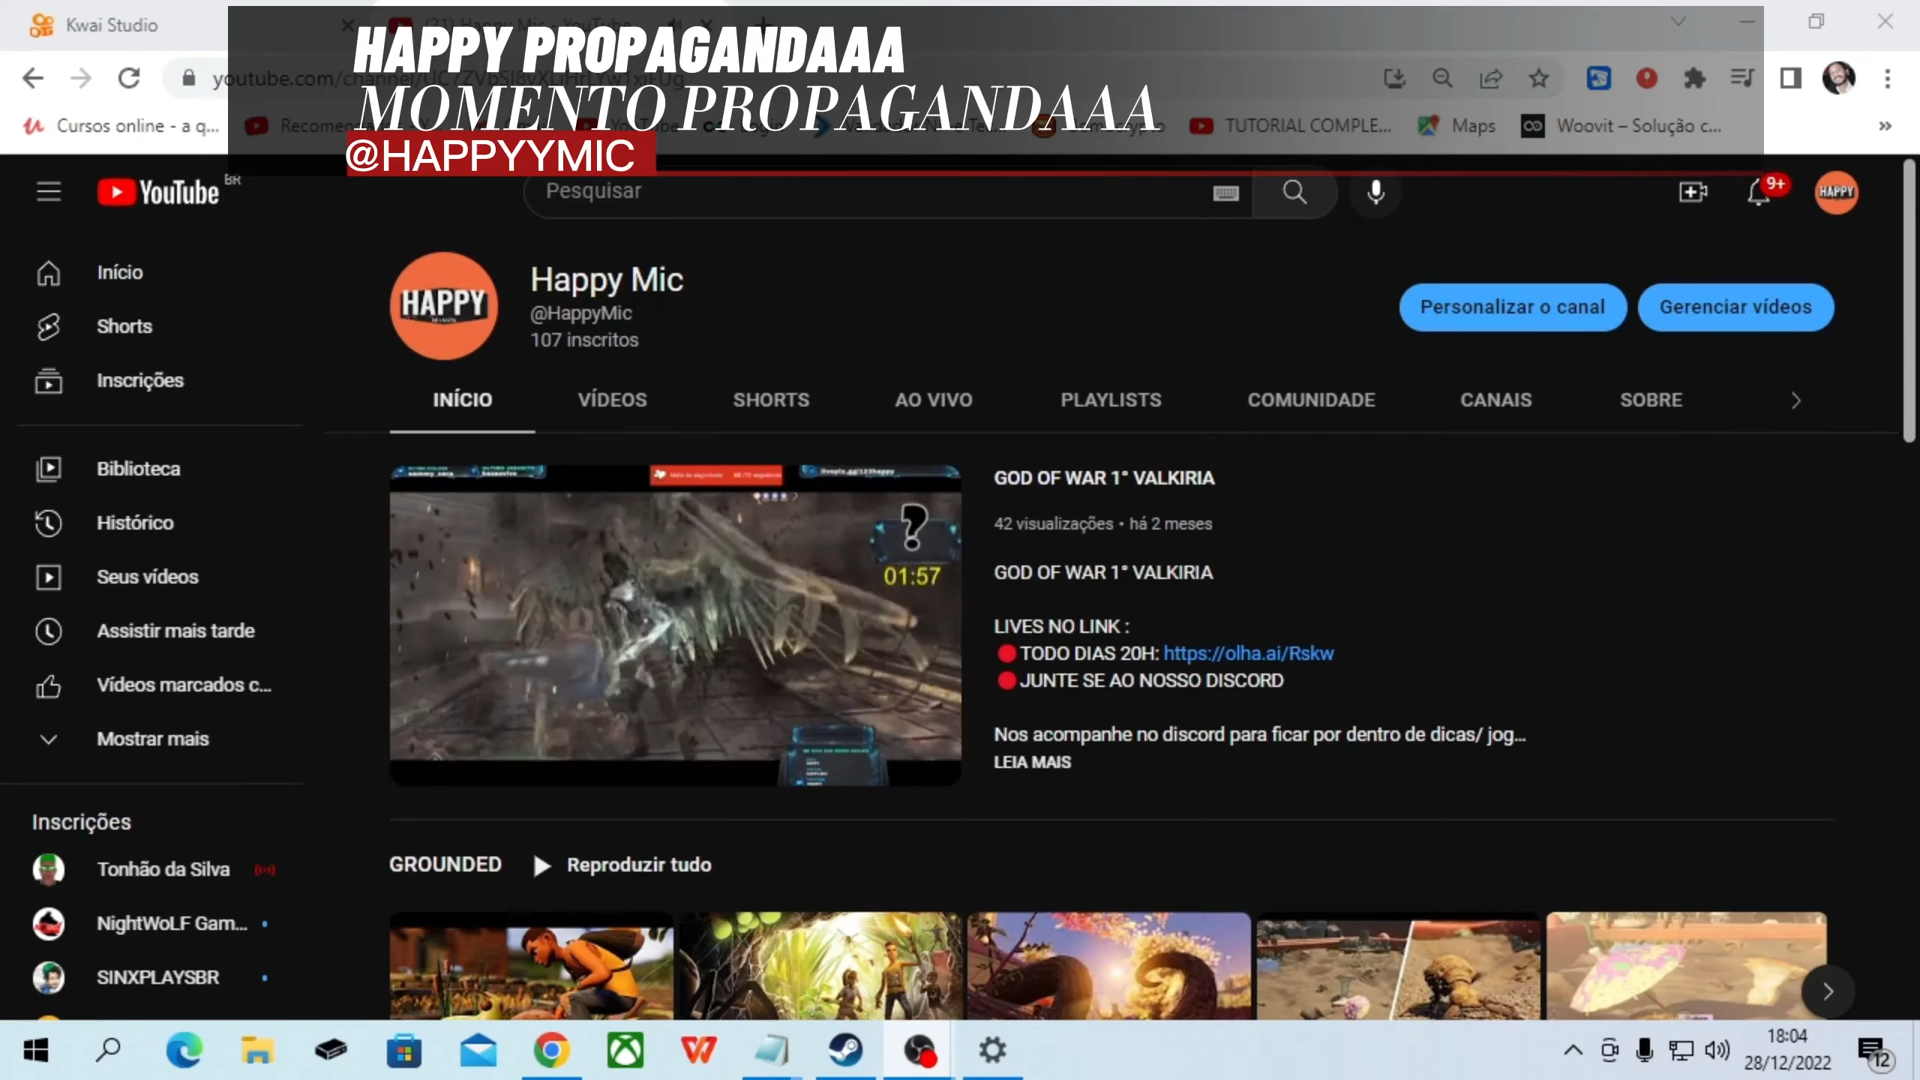 Kwai Studio
HAPPY PROPAGANDAAA
MOMENTO PROPAGANDAAA
@HAPPYYMIC
youtube.com/channel/
Cursos online - a q...
TUTORIAL COMPLE...
Maps
Woovit – Solução c...
YouTube BR
Pesquisar
9+
HAPPY
Início
Shorts
Inscrições
Biblioteca
Histórico
Seus vídeos
Assistir mais tarde
Vídeos marcados c...
Mostrar mais
Inscrições
Tonhão da Silva
NightWoLF Gam...
SINXPLAYSBR
HAPPY
Happy Mic
@HappyMic
107 inscritos
Personalizar o canal
Gerenciar vídeos
INÍCIO
VÍDEOS
SHORTS
AO VIVO
PLAYLISTS
COMUNIDADE
CANAIS
SOBRE
?
01:57
GOD OF WAR 1° VALKIRIA
42 visualizações • há 2 meses
GOD OF WAR 1° VALKIRIA
LIVES NO LINK :
TODO DIAS 20H: https://olha.ai/Rskw
JUNTE SE AO NOSSO DISCORD
Nos acompanhe no discord para ficar por dentro de dicas/ jog...
LEIA MAIS
GROUNDED
Reproduzir tudo
18:04
28/12/2022
12